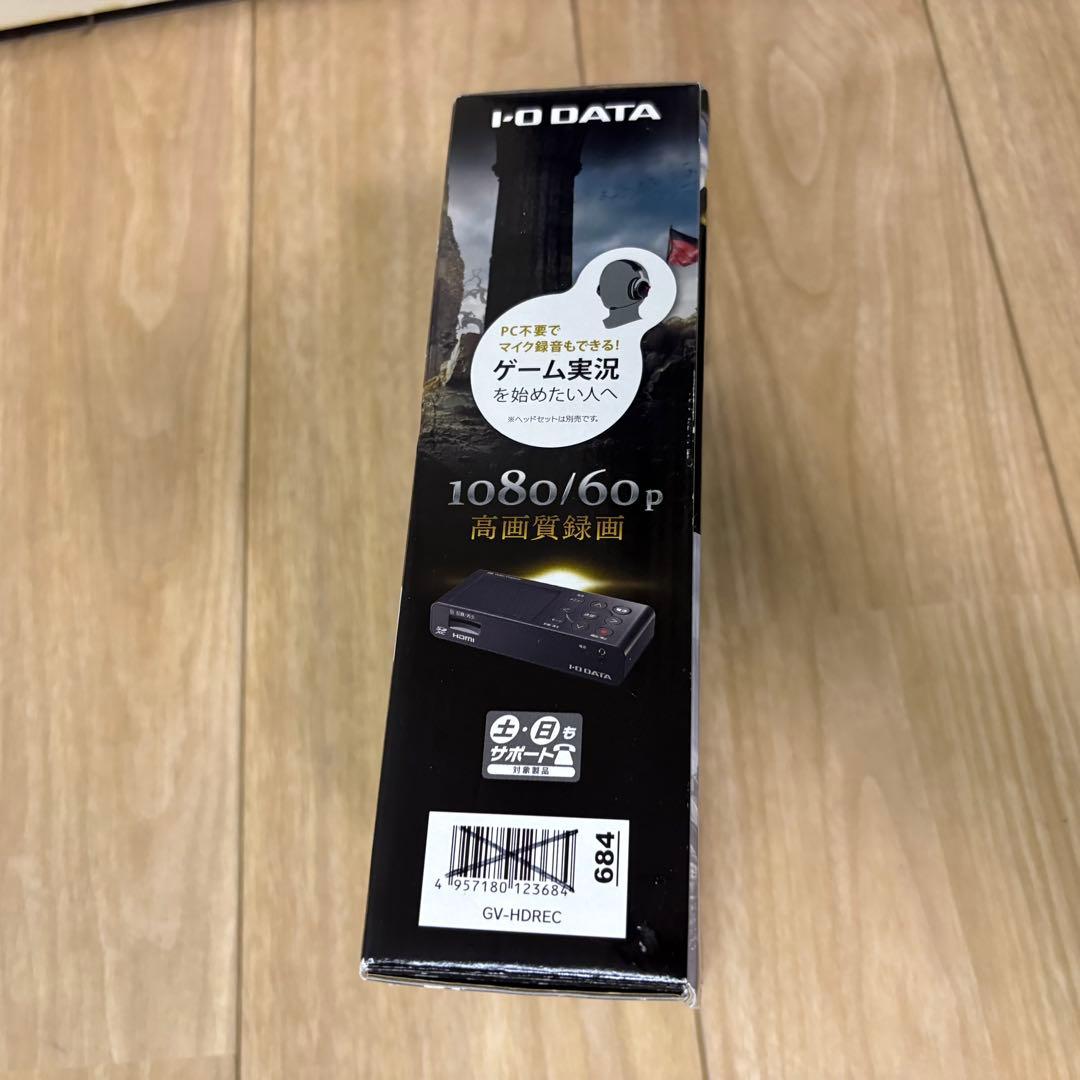 I-O DATA
PC不要で
マイク録音もできる!
ゲーム実況
を始めたい人へ
※ヘッドセットは別売です。
1080/60p
高画質録画
HDMI
I-O DATA
土・日も
サポート
対象製品
684
4 957180 123684
GV-HDREC